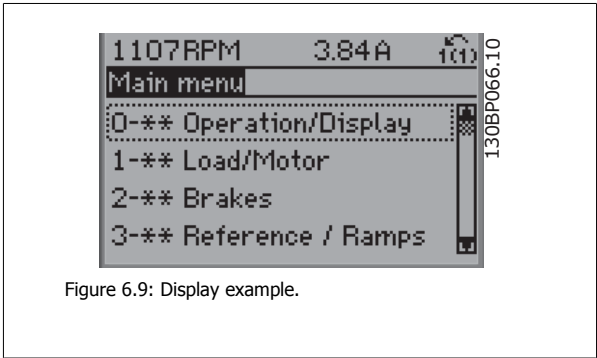 1107RPM 3.84A 1(1)
Main menu
0-** Operation/Display
1-** Load/Motor
2-** Brakes
3-** Reference / Ramps
130BP066.10
Figure 6.9: Display example.